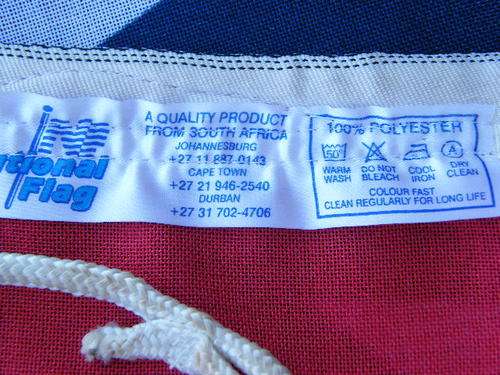 National
Flag
A QUALITY PRODUCT
FROM SOUTH AFRICA
JOHANNESBURG
+27 11 887-0143
CAPE TOWN
+27 21 946-2540
DURBAN
+27 31 702-4706
100% POLYESTER
50°
A
WARM WASH
DO NOT BLEACH
COOL IRON
DRY CLEAN
COLOUR FAST
CLEAN REGULARLY FOR LONG LIFE